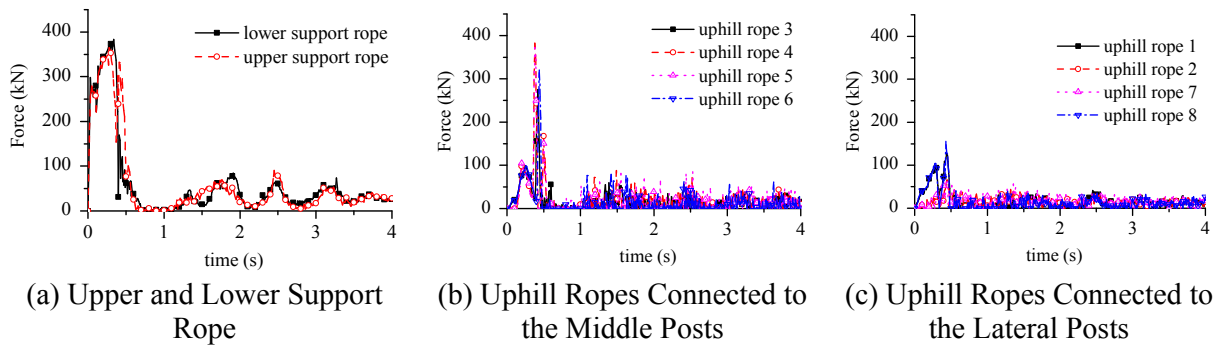 400
300
200
100
0
Force (kN)
lower support rope
upper support rope
0 1 2 3 4
time (s)
(a) Upper and Lower Support
Rope
400
300
200
100
0
Force (kN)
uphill rope 3
uphill rope 4
uphill rope 5
uphill rope 6
0 1 2 3 4
time (s)
(b) Uphill Ropes Connected to
the Middle Posts
400
300
200
100
0
Force (kN)
uphill rope 1
uphill rope 2
uphill rope 7
uphill rope 8
0 1 2 3 4
time (s)
(c) Uphill Ropes Connected to
the Lateral Posts